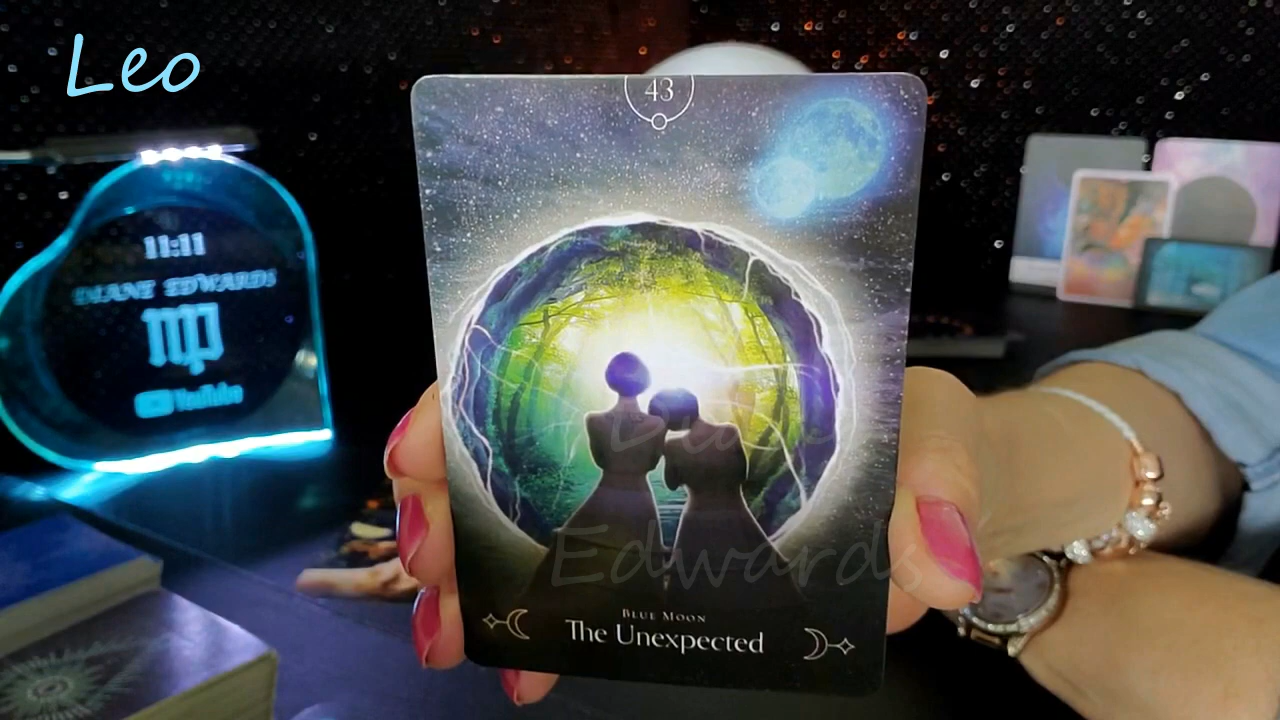 Leo
43
11:11
DIANE EDWARDS
YouTube
Diane
Edwards
BLUE MOON
The Unexpected